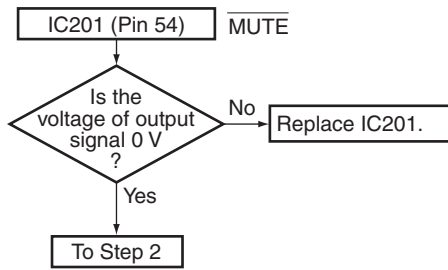 IC201 (Pin 54) MUTE
Is the
voltage of output
signal 0 V
?
No
Replace IC201.
Yes
To Step 2